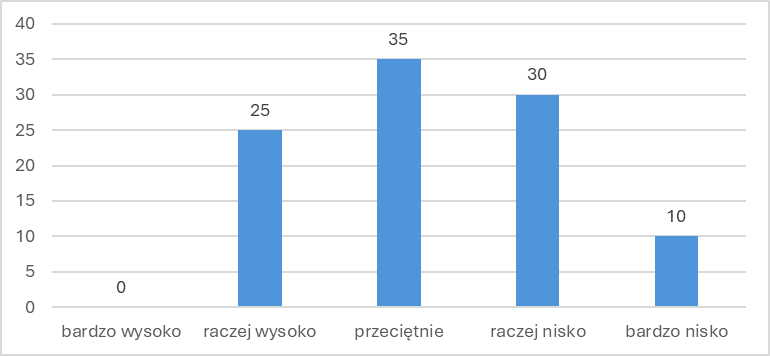 40
35
30
25
20
15
10
5
0
0
25
35
30
10
bardzo wysoko
raczej wysoko
przeciętnie
raczej nisko
bardzo nisko